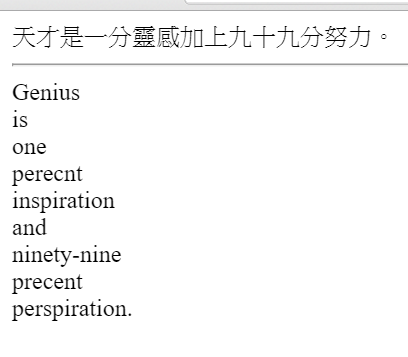 天才是一分靈感加上九十九分努力。
Genius
is
one
perecnt
inspiration
and
ninety-nine
precent
perspiration.